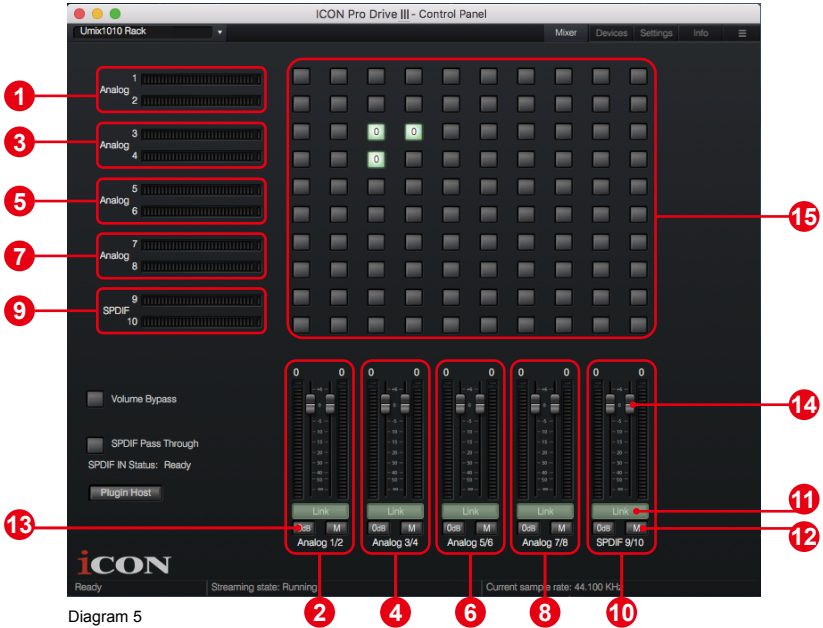 ICON Pro Drive III - Control Panel
Umix1010 Rack
Mixer Devices Settings Info
1
Analog
2
3
Analog
4
5
Analog
6
7
Analog
8
9
SPDIF
10
0 0
0
1
3
5
7
9
15
Volume Bypass
SPDIF Pass Through
SPDIF IN Status: Ready
Plugin Host
0 0 0 0 0 0 0 0 0 0
Link Link Link Link Link
0dB M 0dB M 0dB M 0dB M 0dB M
Analog 1/2 Analog 3/4 Analog 5/6 Analog 7/8 SPDIF 9/10
14
11
12
13
iCON
Ready Streaming state: Running Current sample rate: 44.100 KHz
2 4 6 8 10
Diagram 5